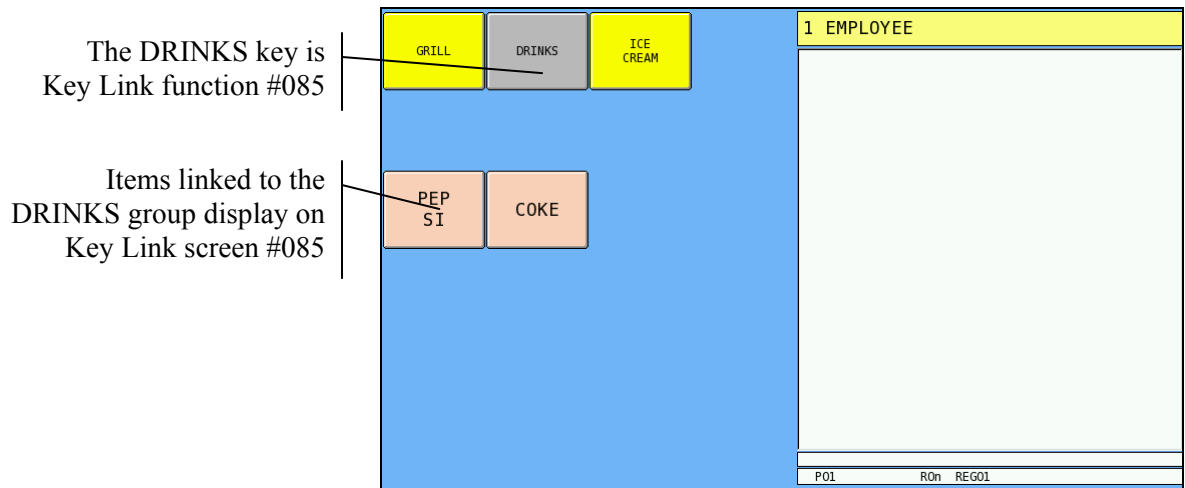 The DRINKS key is
Key Link function #085
Items linked to the
DRINKS group display on
Key Link screen #085
GRILL
DRINKS
ICE
CREAM
PEP
SI
COKE
1 EMPLOYEE
P01 R0n REG01